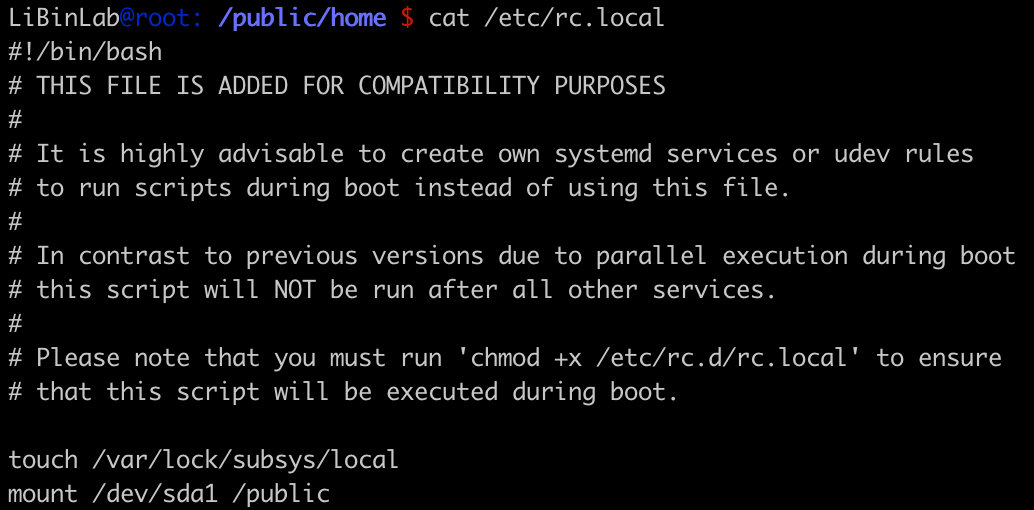 LiBinLab@root: /public/home $ cat /etc/rc.local
#!/bin/bash
# THIS FILE IS ADDED FOR COMPATIBILITY PURPOSES
#
# It is highly advisable to create own systemd services or udev rules
# to run scripts during boot instead of using this file.
#
# In contrast to previous versions due to parallel execution during boot
# this script will NOT be run after all other services.
#
# Please note that you must run 'chmod +x /etc/rc.d/rc.local' to ensure
# that this script will be executed during boot.

touch /var/lock/subsys/local
mount /dev/sda1 /public